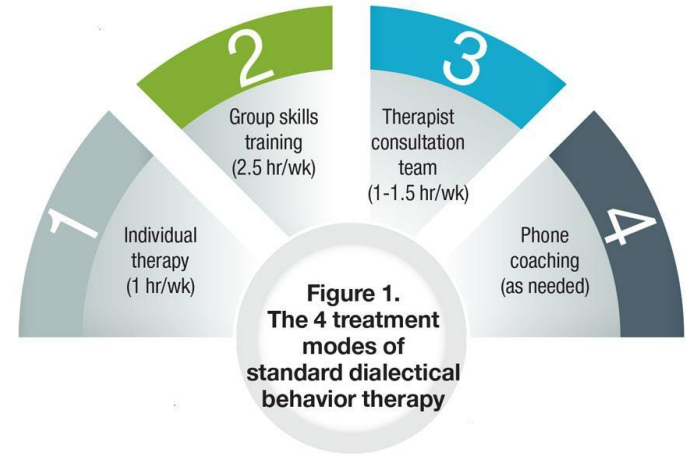 1
Individual
therapy
(1 hr/wk)
2
Group skills
training
(2.5 hr/wk)
3
Therapist
consultation
team
(1-1.5 hr/wk)
4
Phone
coaching
(as needed)
Figure 1.
The 4 treatment
modes of
standard dialectical
behavior therapy